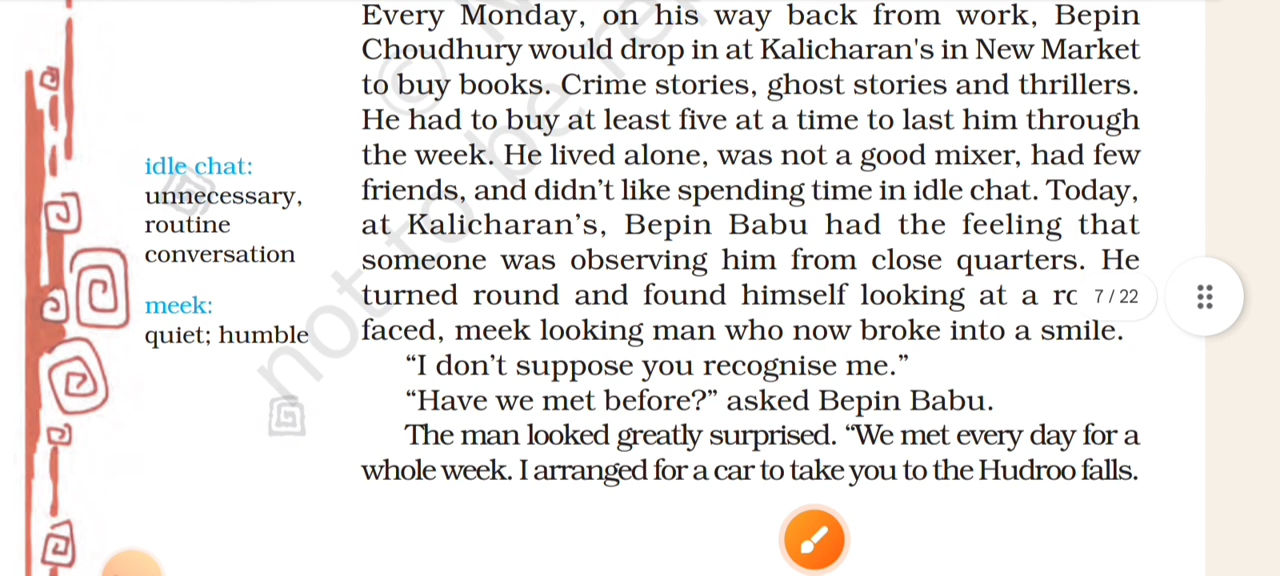 Every Monday, on his way back from work, Bepin
Choudhury would drop in at Kalicharan's in New Market
to buy books. Crime stories, ghost stories and thrillers.
He had to buy at least five at a time to last him through
the week. He lived alone, was not a good mixer, had few
friends, and didn’t like spending time in idle chat. Today,
at Kalicharan’s, Bepin Babu had the feeling that
someone was observing him from close quarters. He
turned round and found himself looking at a
faced, meek looking man who now broke into a smile.
“I don’t suppose you recognise me.”
“Have we met before?” asked Bepin Babu.
The man looked greatly surprised. “We met every day for a
whole week. I arranged for a car to take you to the Hudroo falls.
idle chat:
unnecessary,
routine
conversation
meek:
quiet; humble
7 / 22
not to be re
©